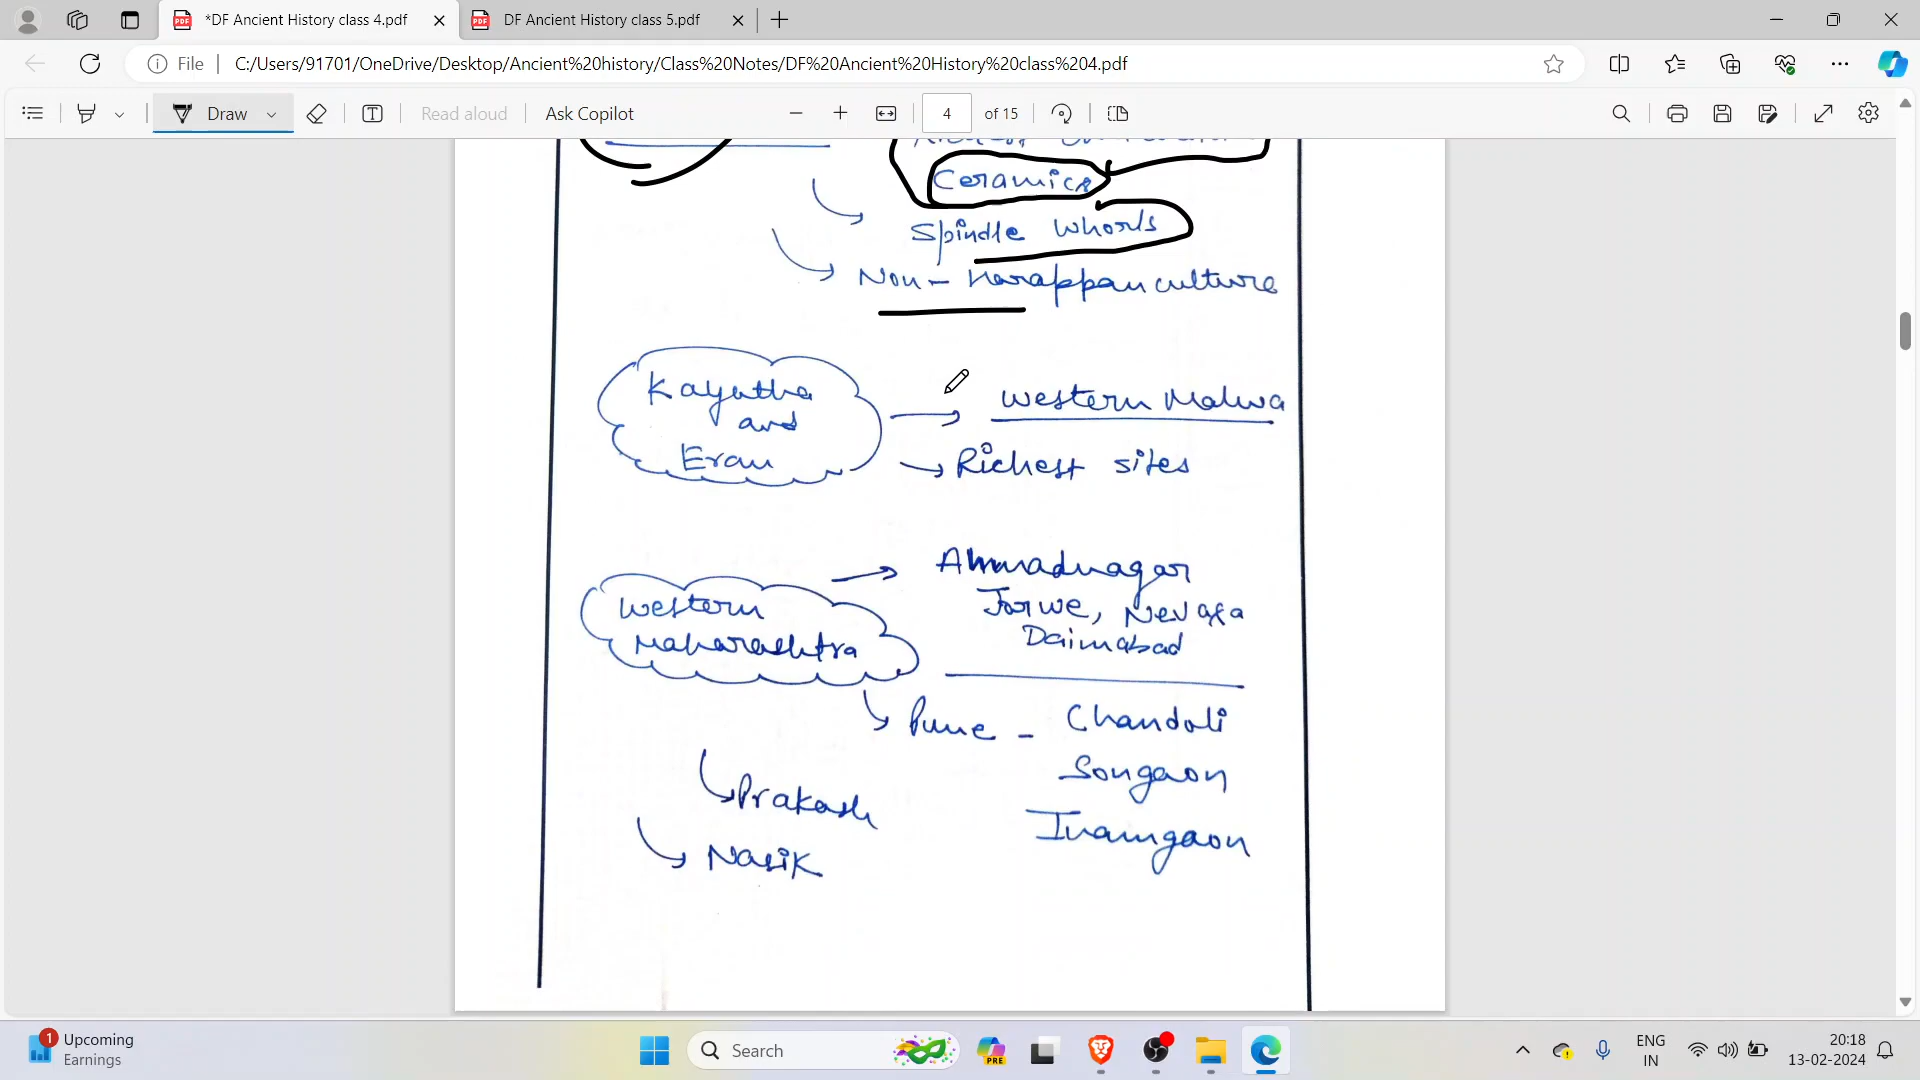 *DF Ancient History class 4.pdf
DF Ancient History class 5.pdf
File
C:/Users/91701/OneDrive/Desktop/Ancient%20history/Class%20Notes/DF%20Ancient%20History%20class%204.pdf
Draw
Read aloud
Ask Copilot
4
of 15
Ceramics
Spindle Whorls
Non - Harappan culture
Kayatha
and
Eran
Western Malwa
Richest sites
Western
Maharashtra
Ahmadnagar
Jorwe, Nevasa
Daimabad
Pune - Chandoli
Songaon
Inamgaon
Prakash
Nasik
1
Upcoming
Earnings
Search
PRE
ENG
IN
20:18
13-02-2024